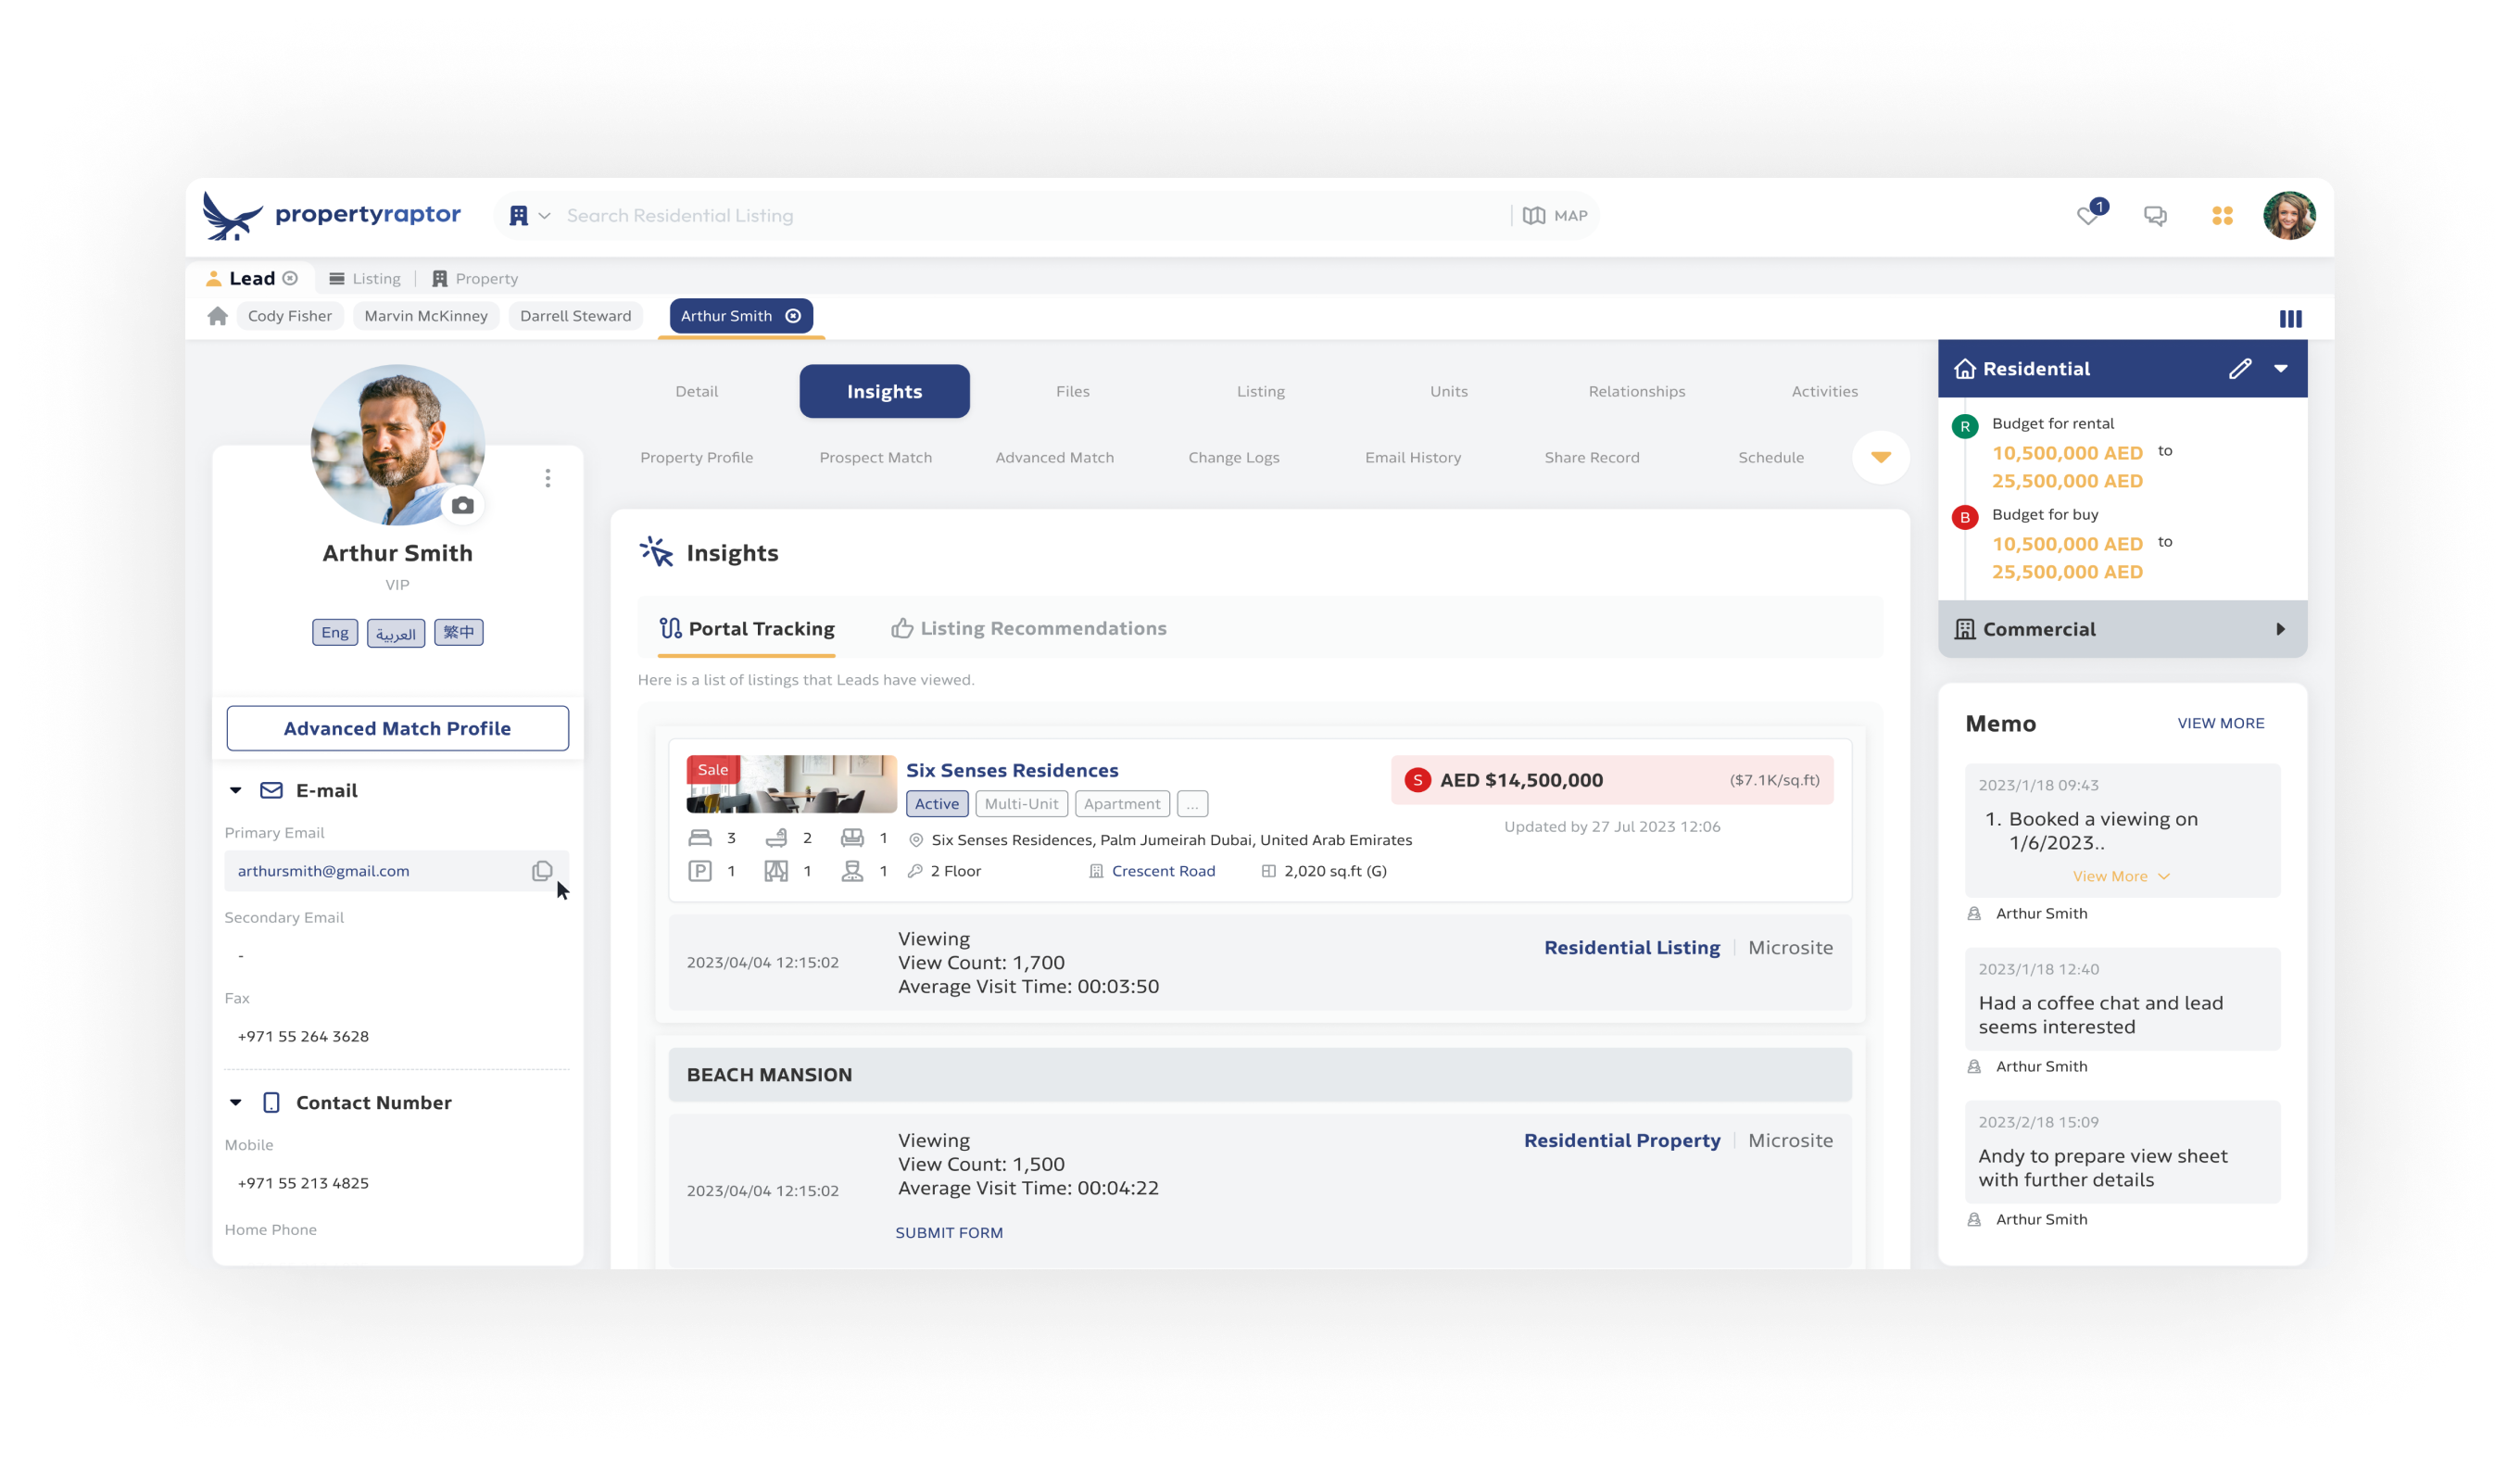 propertyraptor
Search Residential Listing
MAP
1
Lead
Listing
Property
Cody Fisher
Marvin McKinney
Darrell Steward
Arthur Smith
Arthur Smith
VIP
Eng
العربية
繁中
Advanced Match Profile
E-mail
Primary Email
arthursmith@gmail.com
Secondary Email
-
Fax
+971 55 264 3628
Contact Number
Mobile
+971 55 213 4825
Home Phone
Detail
Insights
Files
Listing
Units
Relationships
Activities
Property Profile
Prospect Match
Advanced Match
Change Logs
Email History
Share Record
Schedule
Insights
Portal Tracking
Listing Recommendations
Here is a list of listings that Leads have viewed.
Sale
Six Senses Residences
Active
Multi-Unit
Apartment
...
S AED $14,500,000
($7.1K/sq.ft)
Updated by 27 Jul 2023 12:06
3
2
1
Six Senses Residences, Palm Jumeirah Dubai, United Arab Emirates
P 1
1
1
2 Floor
Crescent Road
2,020 sq.ft (G)
2023/04/04 12:15:02
Viewing
View Count: 1,700
Average Visit Time: 00:03:50
Residential Listing
Microsite
BEACH MANSION
2023/04/04 12:15:02
Viewing
View Count: 1,500
Average Visit Time: 00:04:22
SUBMIT FORM
Residential Property
Microsite
Residential
R Budget for rental
10,500,000 AED to
25,500,000 AED
B Budget for buy
10,500,000 AED to
25,500,000 AED
Commercial
Memo
VIEW MORE
2023/1/18 09:43
1. Booked a viewing on
1/6/2023..
View More
Arthur Smith
2023/1/18 12:40
Had a coffee chat and lead
seems interested
Arthur Smith
2023/2/18 15:09
Andy to prepare view sheet
with further details
Arthur Smith